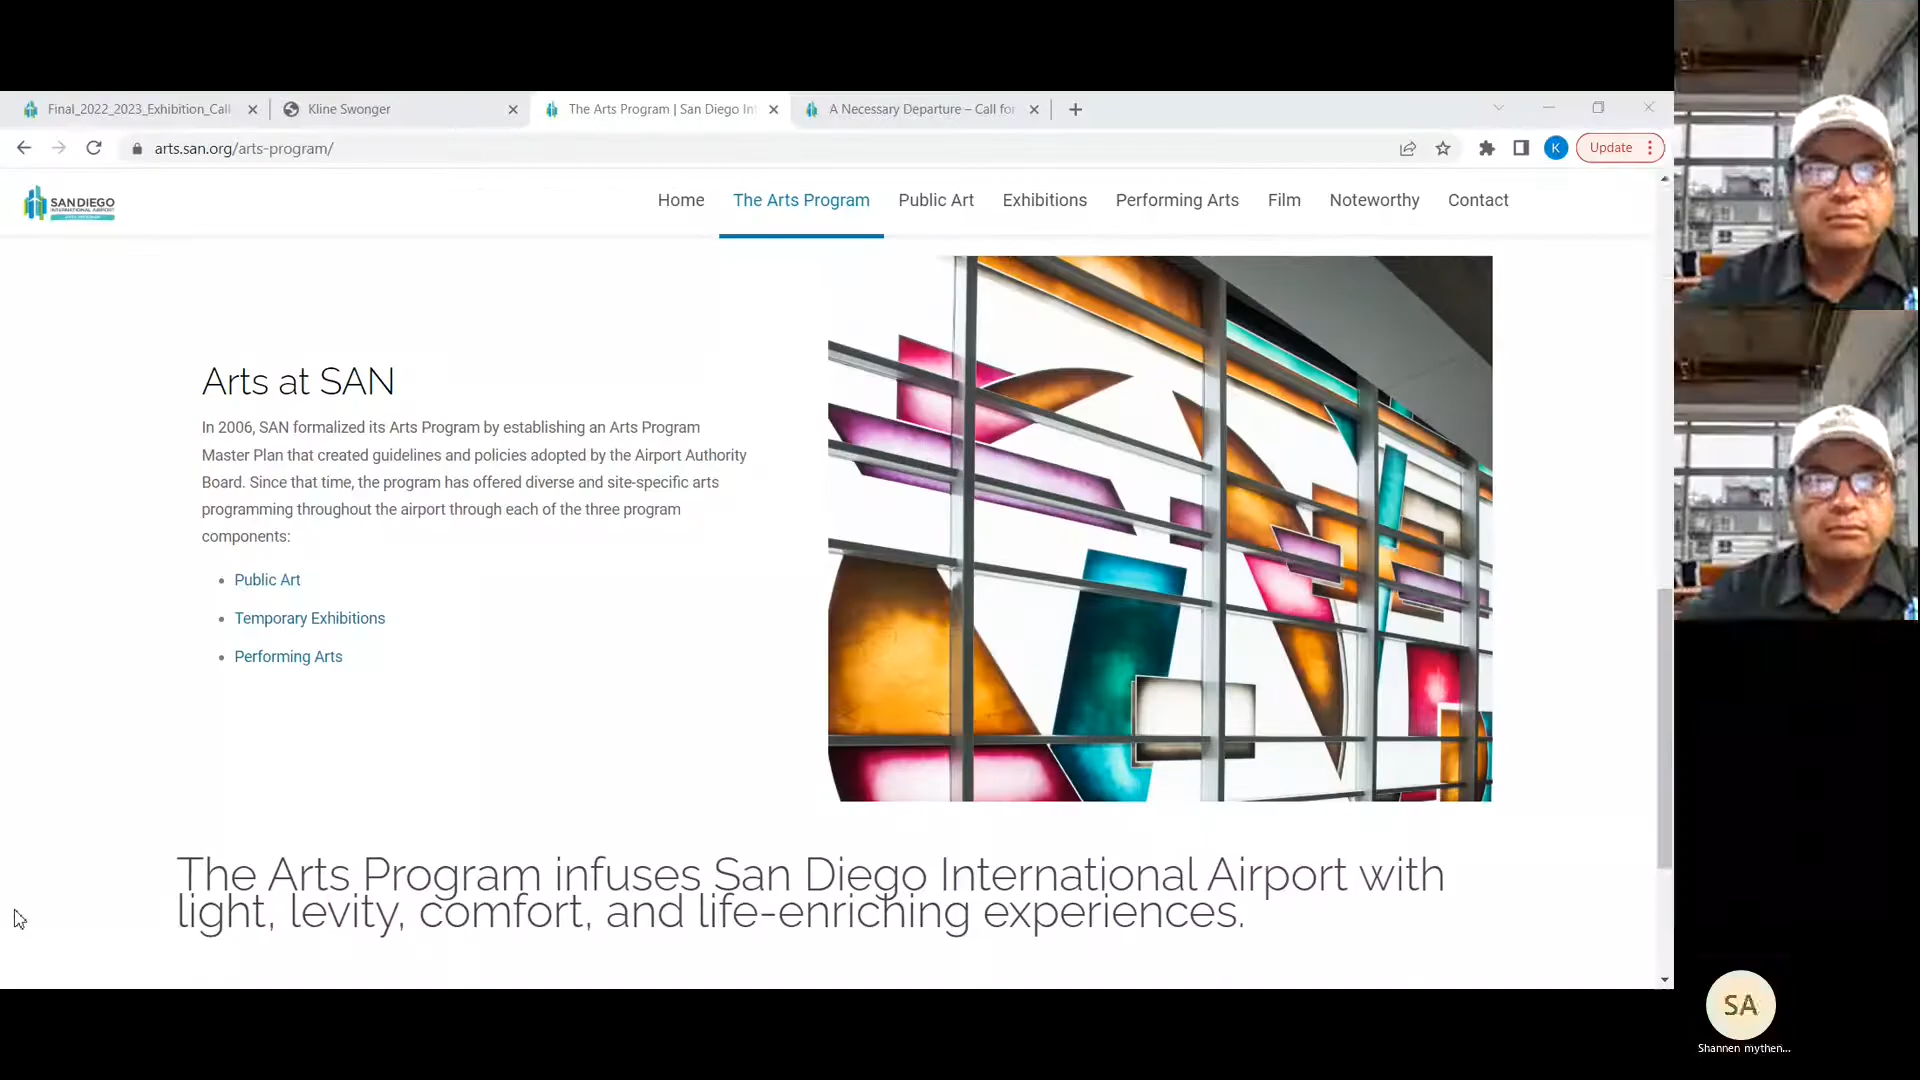 Final_2022_2023_Exhibition_Call
Kline Swonger
The Arts Program | San Diego Int
A Necessary Departure – Call for
arts.san.org/arts-program/
K
Update
SAN DIEGO
INTERNATIONAL AIRPORT
Home
The Arts Program
Public Art
Exhibitions
Performing Arts
Film
Noteworthy
Contact
Arts at SAN
In 2006, SAN formalized its Arts Program by establishing an Arts Program
Master Plan that created guidelines and policies adopted by the Airport Authority
Board. Since that time, the program has offered diverse and site-specific arts
programming throughout the airport through each of the three program
components:
Public Art
Temporary Exhibitions
Performing Arts
The Arts Program infuses San Diego International Airport with
light, levity, comfort, and life-enriching experiences.
SA
Shannen mythen...